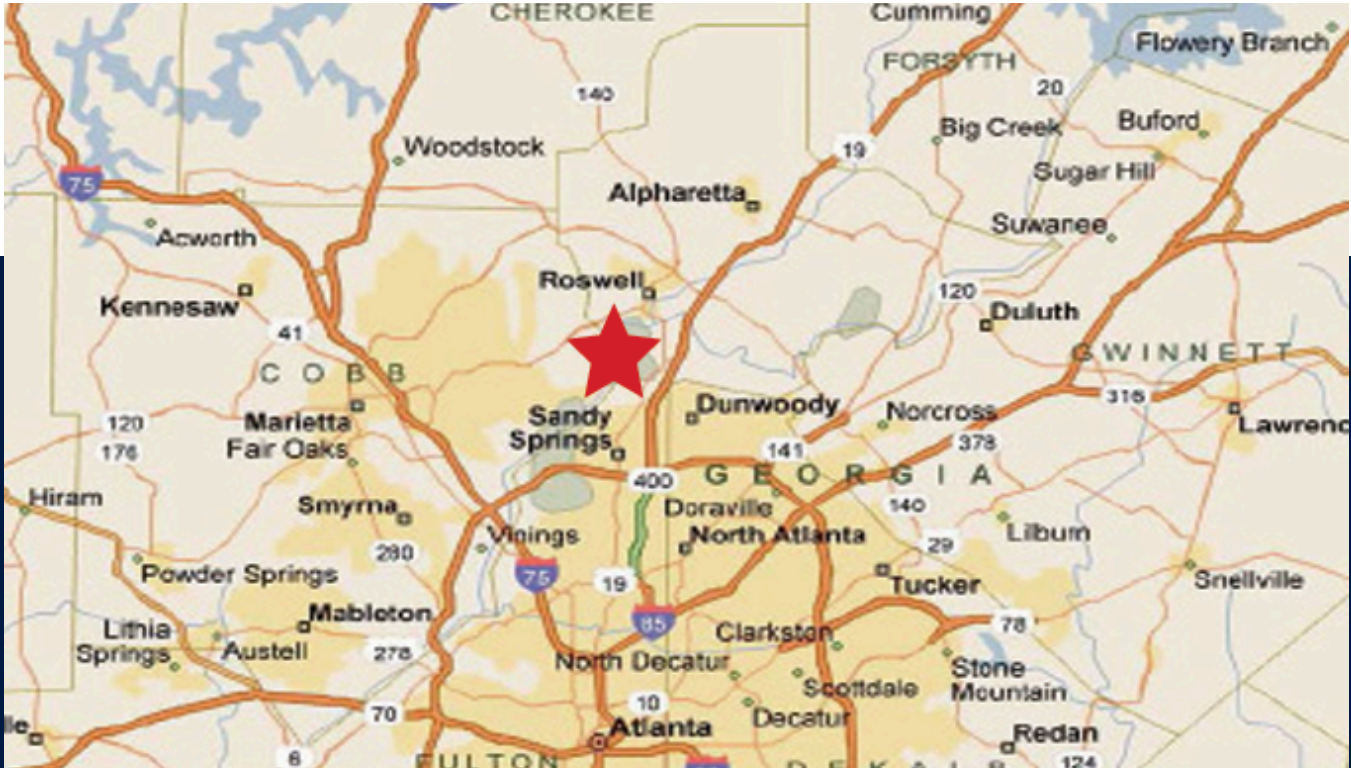 CHEROKEE
Cumming
Flowery Branch
FORSYTH
20
140
Big Creek
Buford
Woodstock
19
Sugar Hill
75
Alpharetta
Acworth
Suwanee
Roswell
Kennesaw
120
Duluth
41
GWINNETT
COBB
316
Marietta
120
Sandy
Springs
Dunwoody
Norcross
Lawrenc
Fair Oaks
176
141
378
400
GEORGIA
Hiram
Smyrna
Doraville
140
Vinings
North Atlanta
Lilburn
280
29
Powder Springs
75
19
Tucker
Snellville
Mableton
85
Lithia
Springs
Austell
278
Clarkston
78
North Decatur
Stone
Mountain
Scottdale
70
10
Decatur
Atlanta
Redan
le
6
FULTON
DEKALB
124